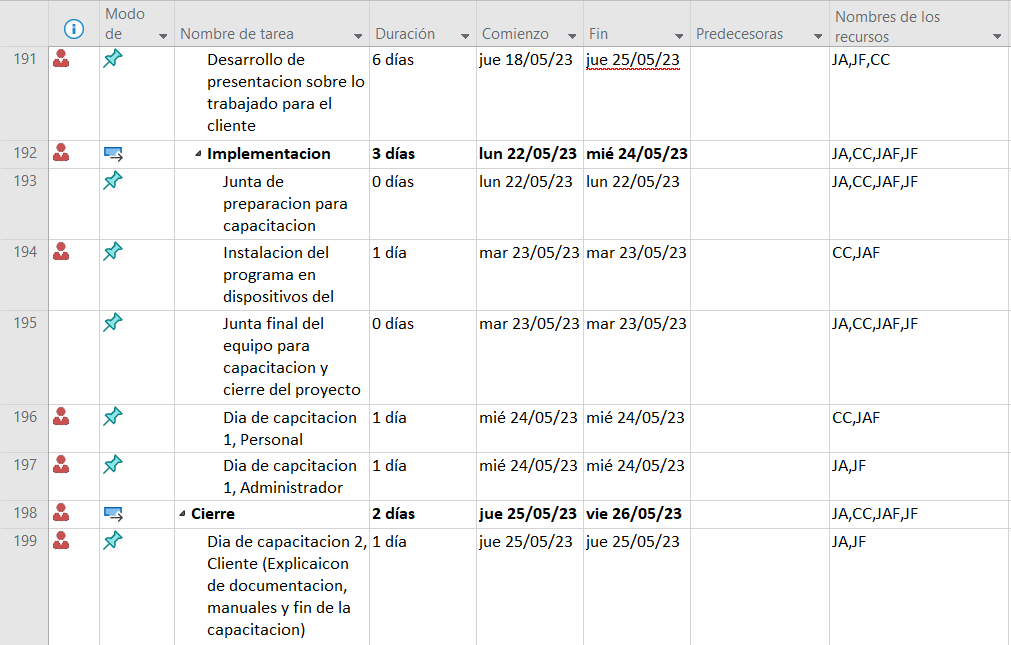 Modo de Nombre de tarea Duración Comienzo Fin Predecesoras Nombres de los recursos
191 Desarrollo de 6 días jue 18/05/23 jue 25/05/23 JA,JF,CC
presentacion sobre lo
trabajado para el
cliente
192 Implementacion 3 días lun 22/05/23 mié 24/05/23 JA,CC,JAF,JF
193 Junta de 0 días lun 22/05/23 lun 22/05/23 JA,CC,JAF,JF
preparacion para
capacitacion
194 Instalacion del 1 día mar 23/05/23 mar 23/05/23 CC,JAF
programa en
dispositivos del
195 Junta final del 0 días mar 23/05/23 mar 23/05/23 JA,CC,JAF,JF
equipo para
capacitacion y
cierre del proyecto
196 Dia de capcitacion 1 día mié 24/05/23 mié 24/05/23 CC,JAF
1, Personal
197 Dia de capcitacion 1 día mié 24/05/23 mié 24/05/23 JA,JF
1, Administrador
198 Cierre 2 días jue 25/05/23 vie 26/05/23 JA,CC,JAF,JF
199 Dia de capacitacion 2, 1 día jue 25/05/23 jue 25/05/23 JA,JF
Cliente (Explicaicon
de documentacion,
manuales y fin de la
capacitacion)